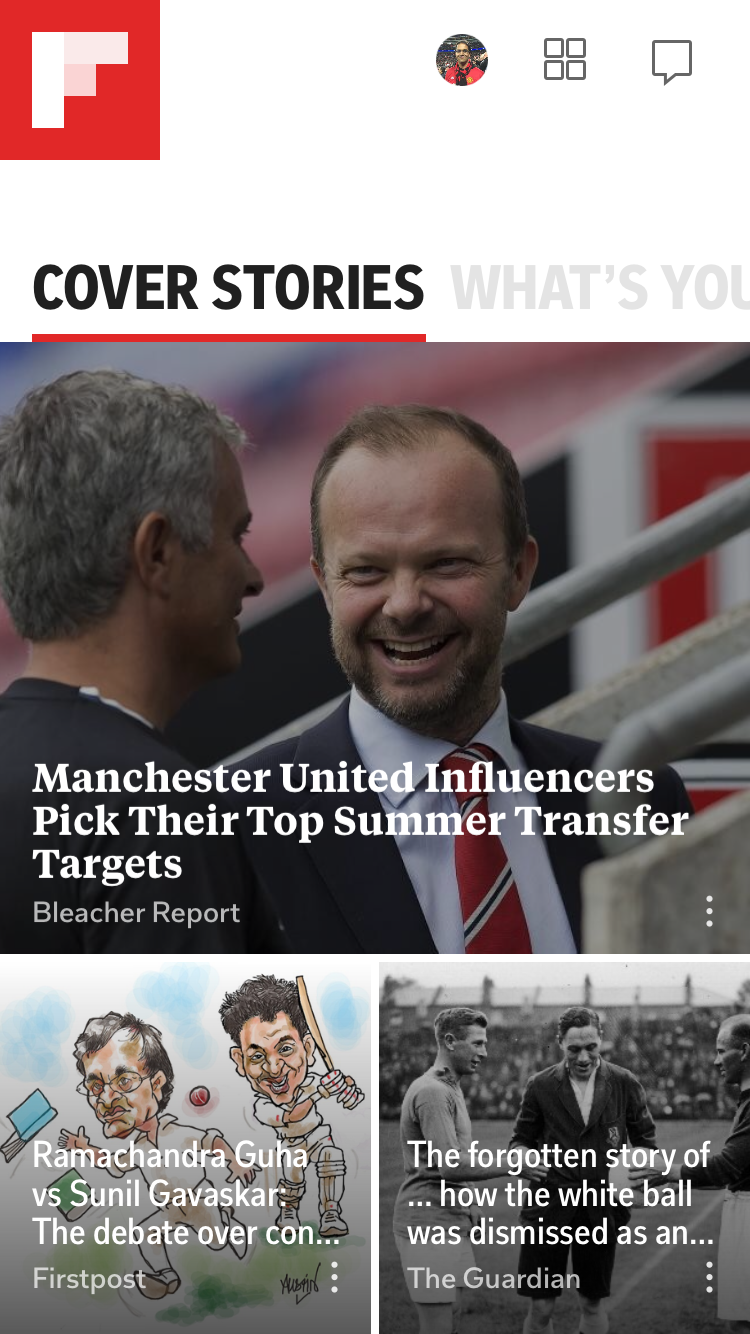 COVER STORIES WHAT’S YOU
Manchester United Influencers
Pick Their Top Summer Transfer
Targets
Bleacher Report
Ramachandra Guha
vs Sunil Gavaskar:
The debate over con...
Firstpost
AUSTIN
The forgotten story of
... how the white ball
was dismissed as an...
The Guardian